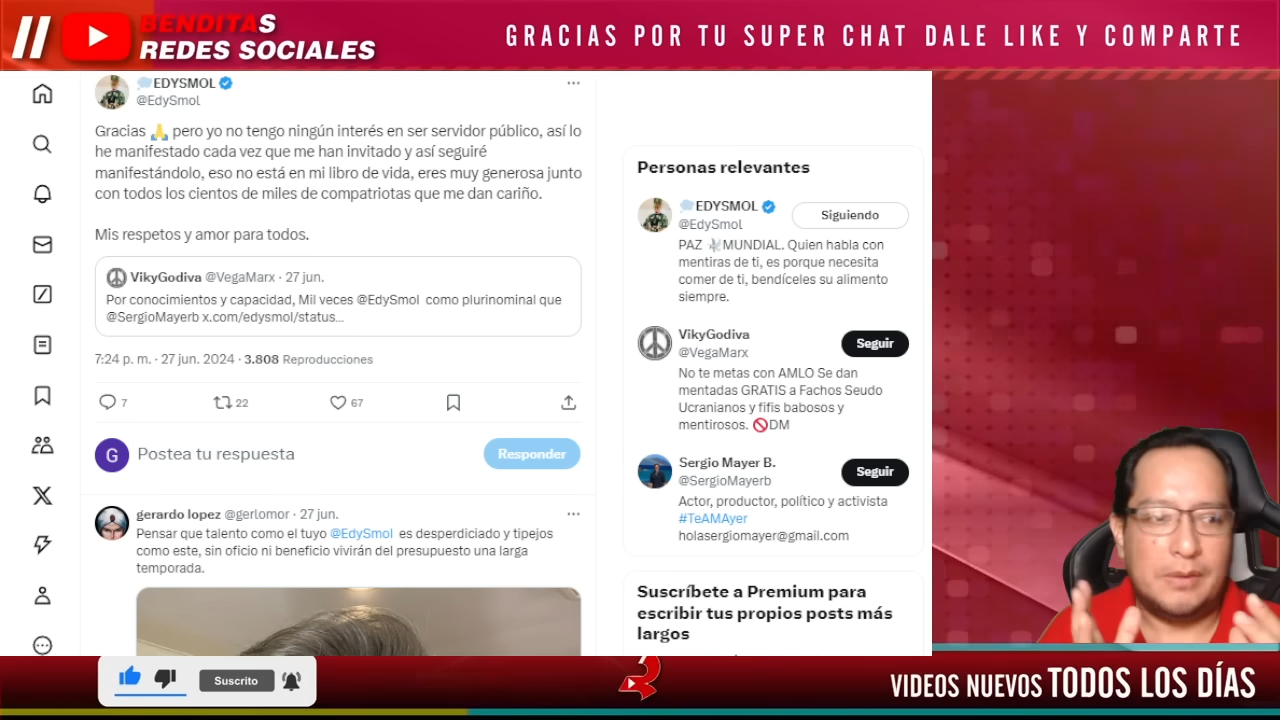 BENDITAS
REDES SOCIALES
GRACIAS POR TU SUPER CHAT DALE LIKE Y COMPARTE
EDYSMOL
@EdySmol
Gracias 🙏 pero yo no tengo ningún interés en ser servidor público, así lo
he manifestado cada vez que me han invitado y así seguiré
manifestándolo, eso no está en mi libro de vida, eres muy generosa junto
con todos los cientos de miles de compatriotas que me dan cariño.
Mis respetos y amor para todos.
VikyGodiva @VegaMarx · 27 jun.
Por conocimientos y capacidad, Mil veces @EdySmol como plurinominal que
@SergioMayerb x.com/edysmol/status...
7:24 p. m. · 27 jun. 2024 · 3.808 Reproducciones
7
22
67
G
Postea tu respuesta
Responder
gerardo lopez @gerlomor · 27 jun.
Pensar que talento como el tuyo @EdySmol es desperdiciado y tipejos
como este, sin oficio ni beneficio vivirán del presupuesto una larga
temporada.
Personas relevantes
EDYSMOL
@EdySmol
Siguiendo
PAZ 🕊MUNDIAL. Quien habla con
mentiras de ti, es porque necesita
comer de ti, bendíceles su alimento
siempre.
VikyGodiva
@VegaMarx
Seguir
No te metas con AMLO Se dan
mentadas GRATIS a Fachos Seudo
Ucranianos y fifis babosos y
mentirosos. 🚫DM
Sergio Mayer B.
@SergioMayerb
Seguir
Actor, productor, político y activista
#TeAMAyer
holasergiomayer@gmail.com
Suscríbete a Premium para
escribir tus propios posts más
largos
Suscrito
VIDEOS NUEVOS TODOS LOS DÍAS